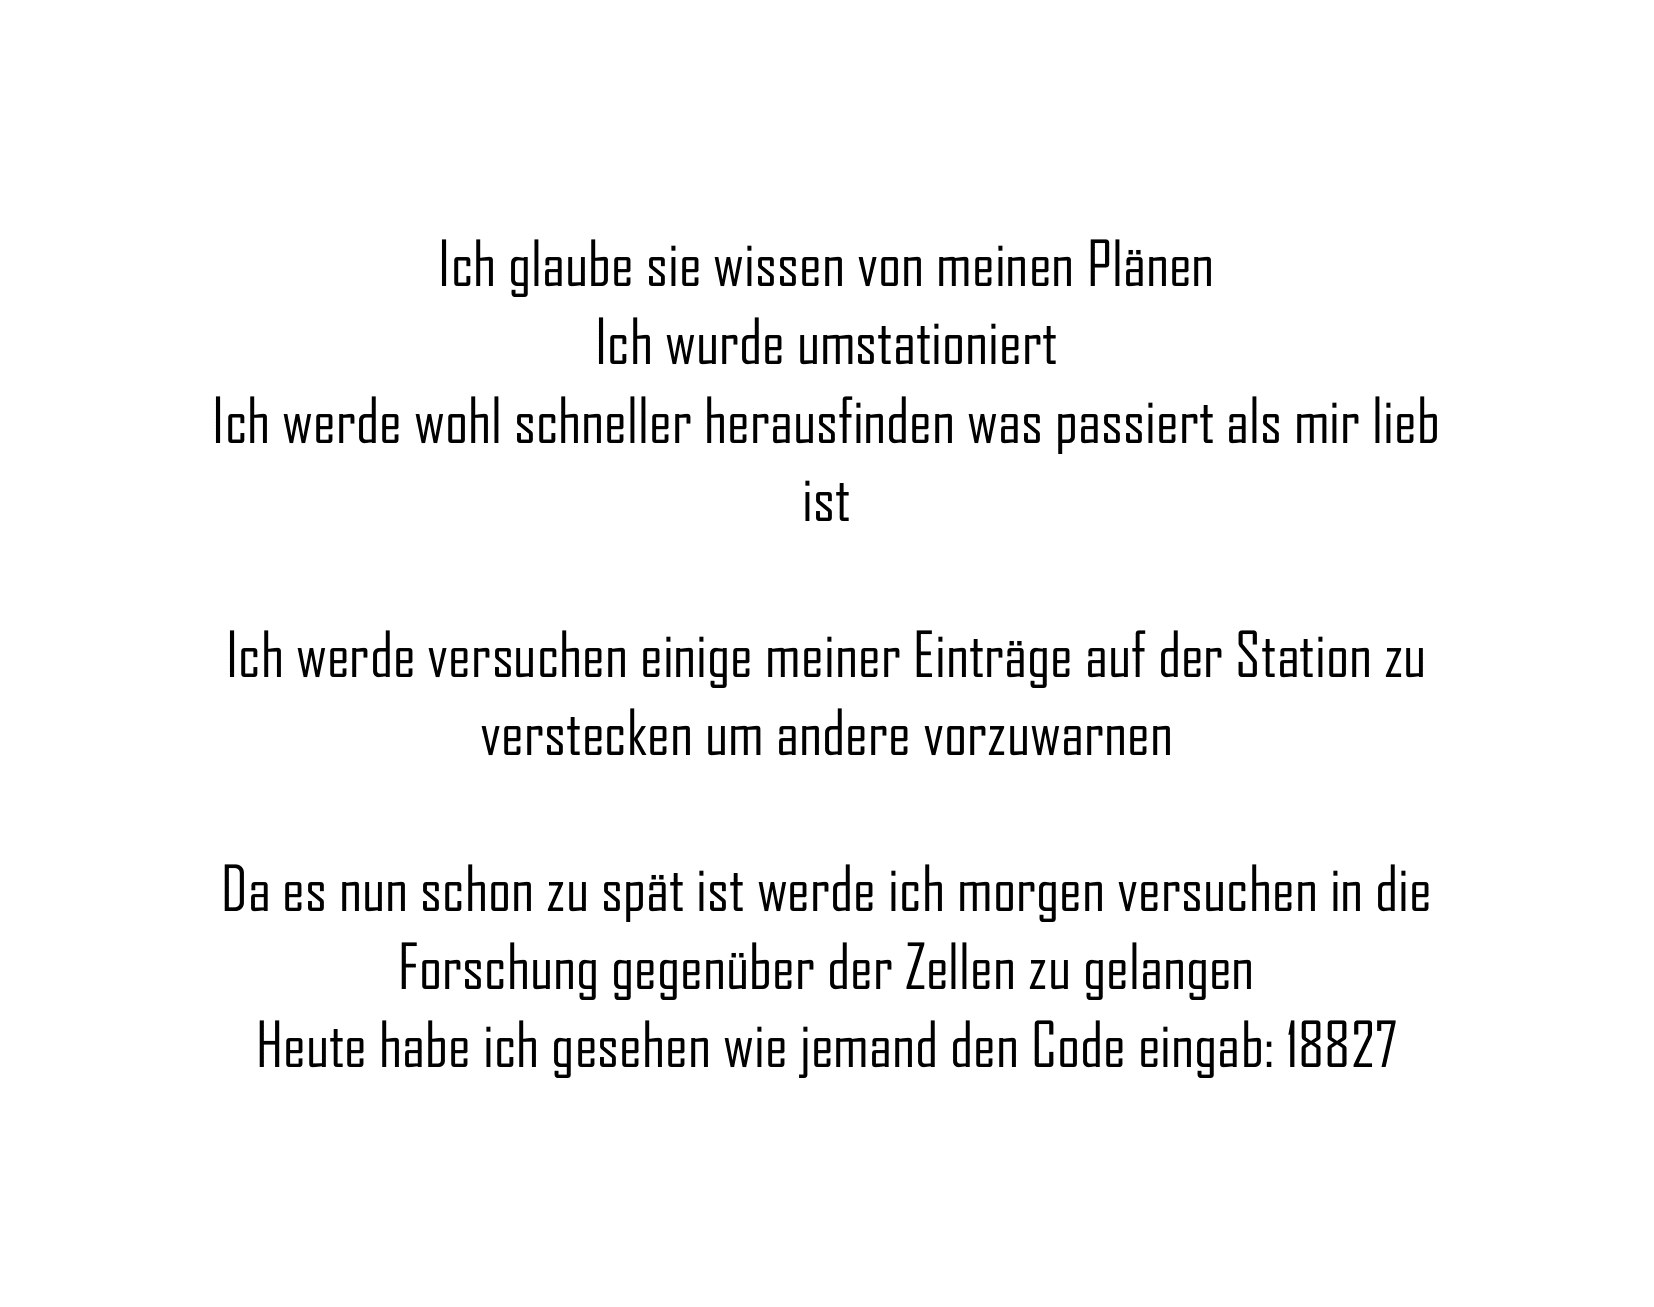 Ich glaube sie wissen von meinen Plänen
Ich wurde umstationiert
Ich werde wohl schneller herausfinden was passiert als mir lieb
ist
Ich werde versuchen einige meiner Einträge auf der Station zu
verstecken um andere vorzuwarnen
Da es nun schon zu spät ist werde ich morgen versuchen in die
Forschung gegenüber der Zellen zu gelangen
Heute habe ich gesehen wie jemand den Code eingab: 18827